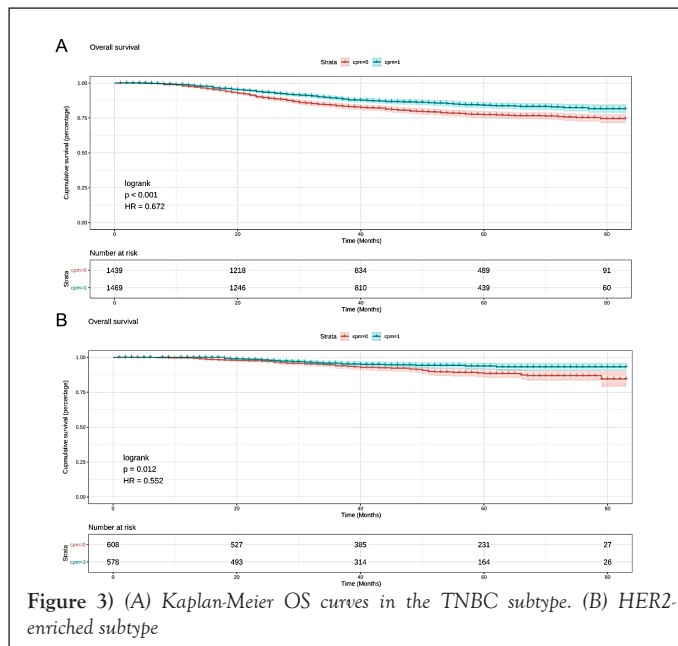 A
Overall survival
Strata cpm=0 cpm=1
Cupmulative survival (percentage)
1.00
0.75
0.50
0.25
0.00
logrank
p < 0.001
HR = 0.672
0 20 40 60 80
Time (Months)
Number at risk
Strata
cpm=0 1439 1218 834 489 91
cpm=1 1469 1246 810 439 60
0 20 40 60 80
Time (Months)
B
Overall survival
Strata cpm=0 cpm=1
Cupmulative survival (percentage)
1.00
0.75
0.50
0.25
0.00
logrank
p = 0.012
HR = 0.552
0 20 40 60 80
Time (Months)
Number at risk
Strata
cpm=0 608 527 385 231 27
cpm=1 578 493 314 164 26
0 20 40 60 80
Time (Months)
Figure 3) (A) Kaplan-Meier OS curves in the TNBC subtype. (B) HER2-
enriched subtype